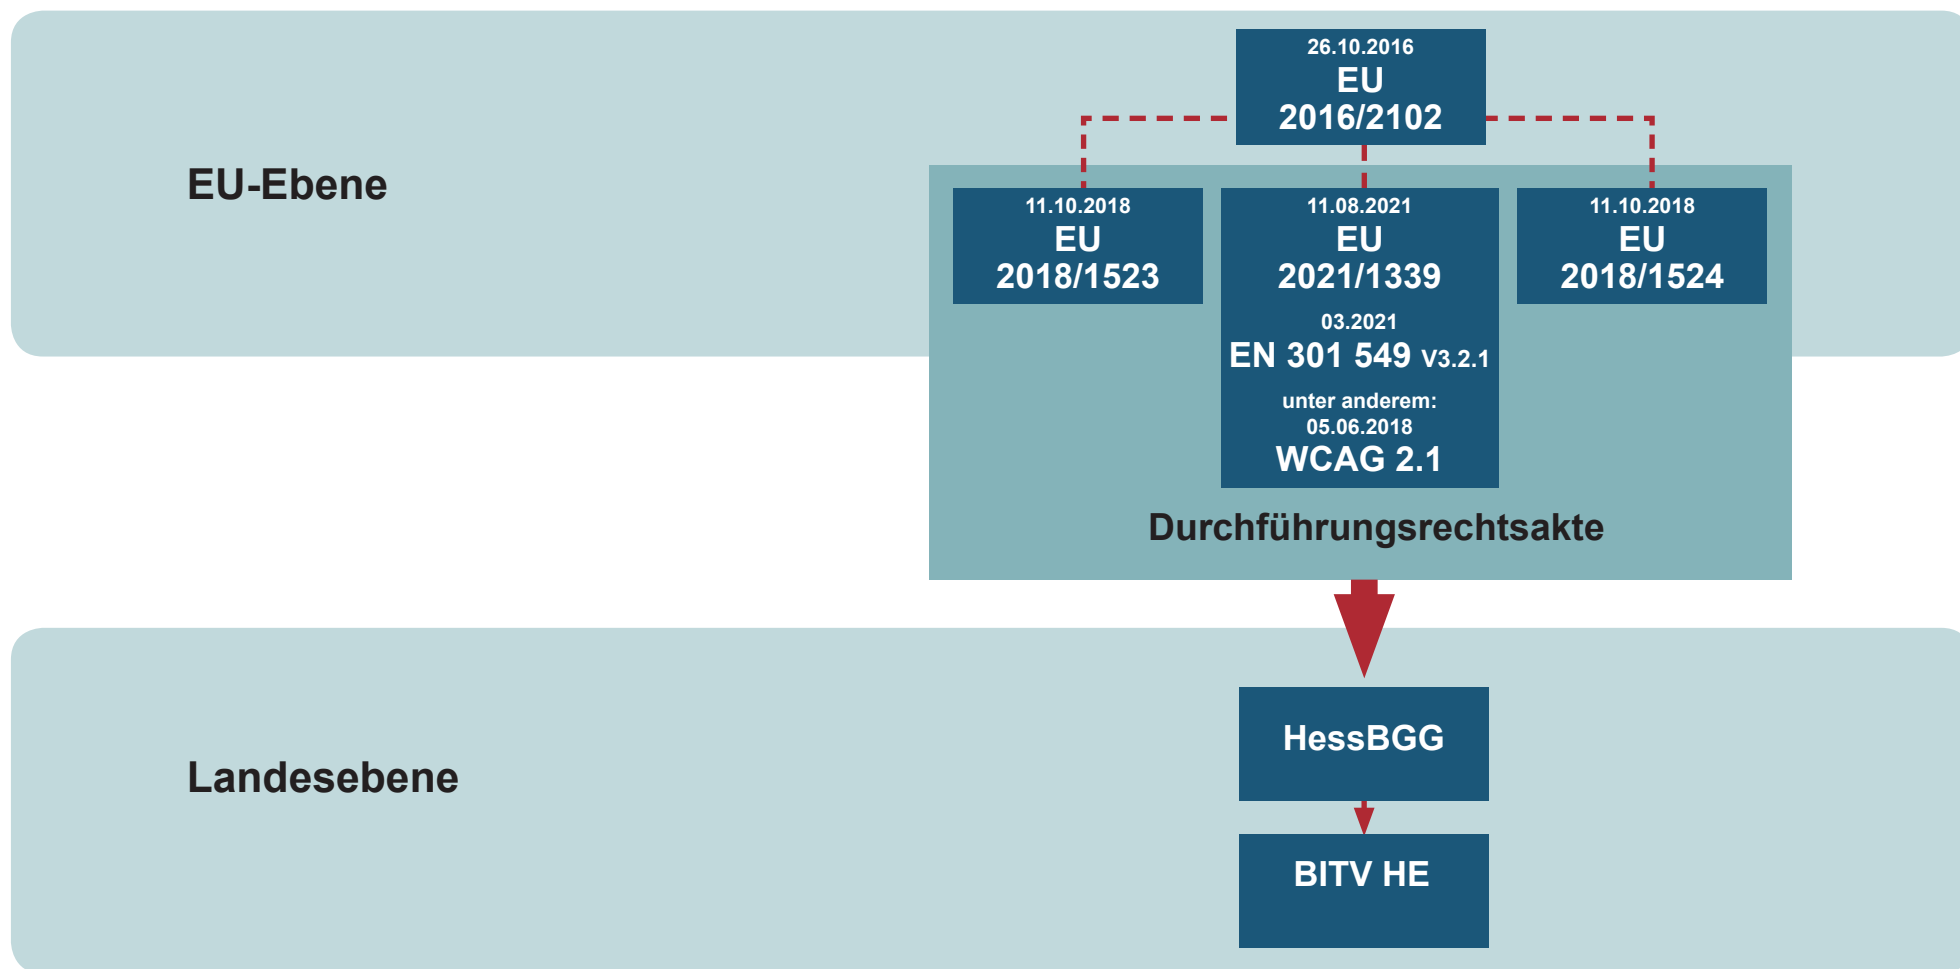 EU-Ebene
26.10.2016
EU
2016/2102
11.10.2018
EU
2018/1523
11.08.2021
EU
2021/1339
03.2021
EN 301 549 V3.2.1
unter anderem:
05.06.2018
WCAG 2.1
11.10.2018
EU
2018/1524
Durchführungsrechtsakte
Landesebene
HessBGG
BITV HE